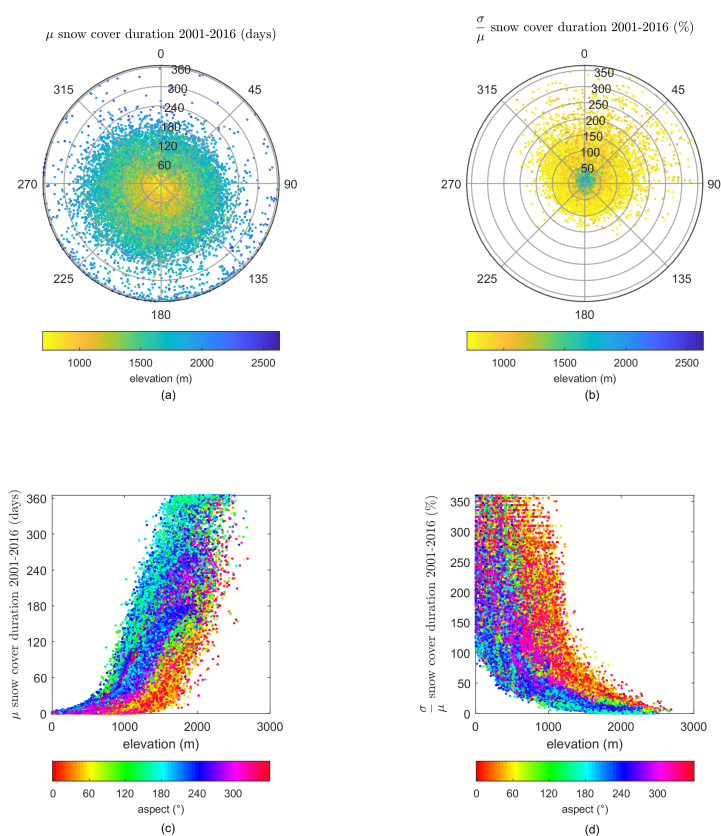 μ snow cover duration 2001-2016 (days)
0
45
90
135
180
225
270
315
360
300
240
180
120
60
1000 1500 2000 2500
elevation (m)
(a)
σ/μ snow cover duration 2001-2016 (%)
0
45
90
135
180
225
270
315
350
300
250
200
150
100
50
1000 1500 2000 2500
elevation (m)
(b)
μ snow cover duration 2001-2016 (days)
360
300
240
180
120
60
0
0 1000 2000 3000
elevation (m)
0 60 120 180 240 300
aspect (°)
(c)
σ/μ snow cover duration 2001-2016 (%)
350
300
250
200
150
100
50
0
0 1000 2000 3000
elevation (m)
0 60 120 180 240 300
aspect (°)
(d)